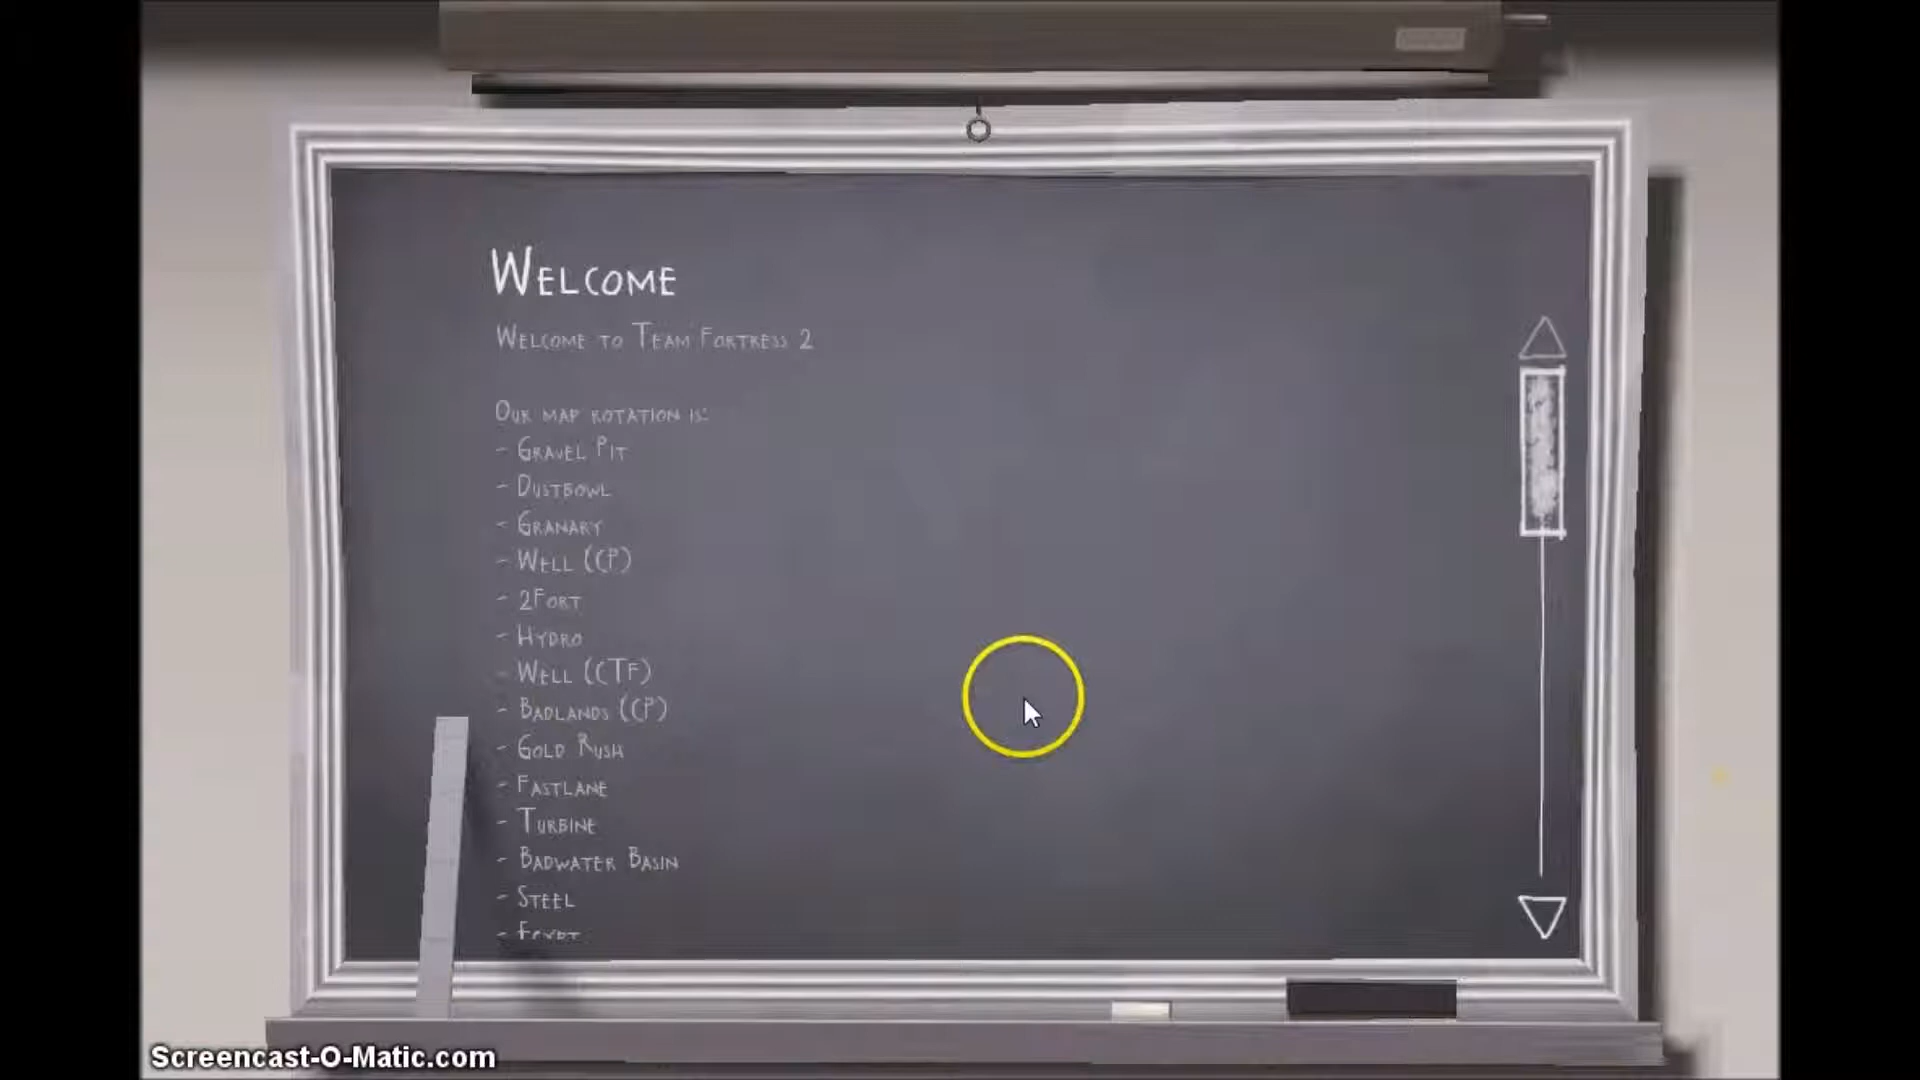 Welcome
Welcome to Team Fortress 2
Our map rotation is:
- Gravel Pit
- Dustbowl
- Granary
- Well (CP)
- 2Fort
- Hydro
- Well (CTF)
- Badlands (CP)
- Gold Rush
- Fastlane
- Turbine
- Badwater Basin
- Steel
- Egypt
Screencast-O-Matic.com